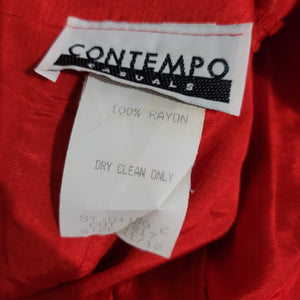 CONTEMPO
CASUALS
100% RAYON
DRY CLEAN ONLY